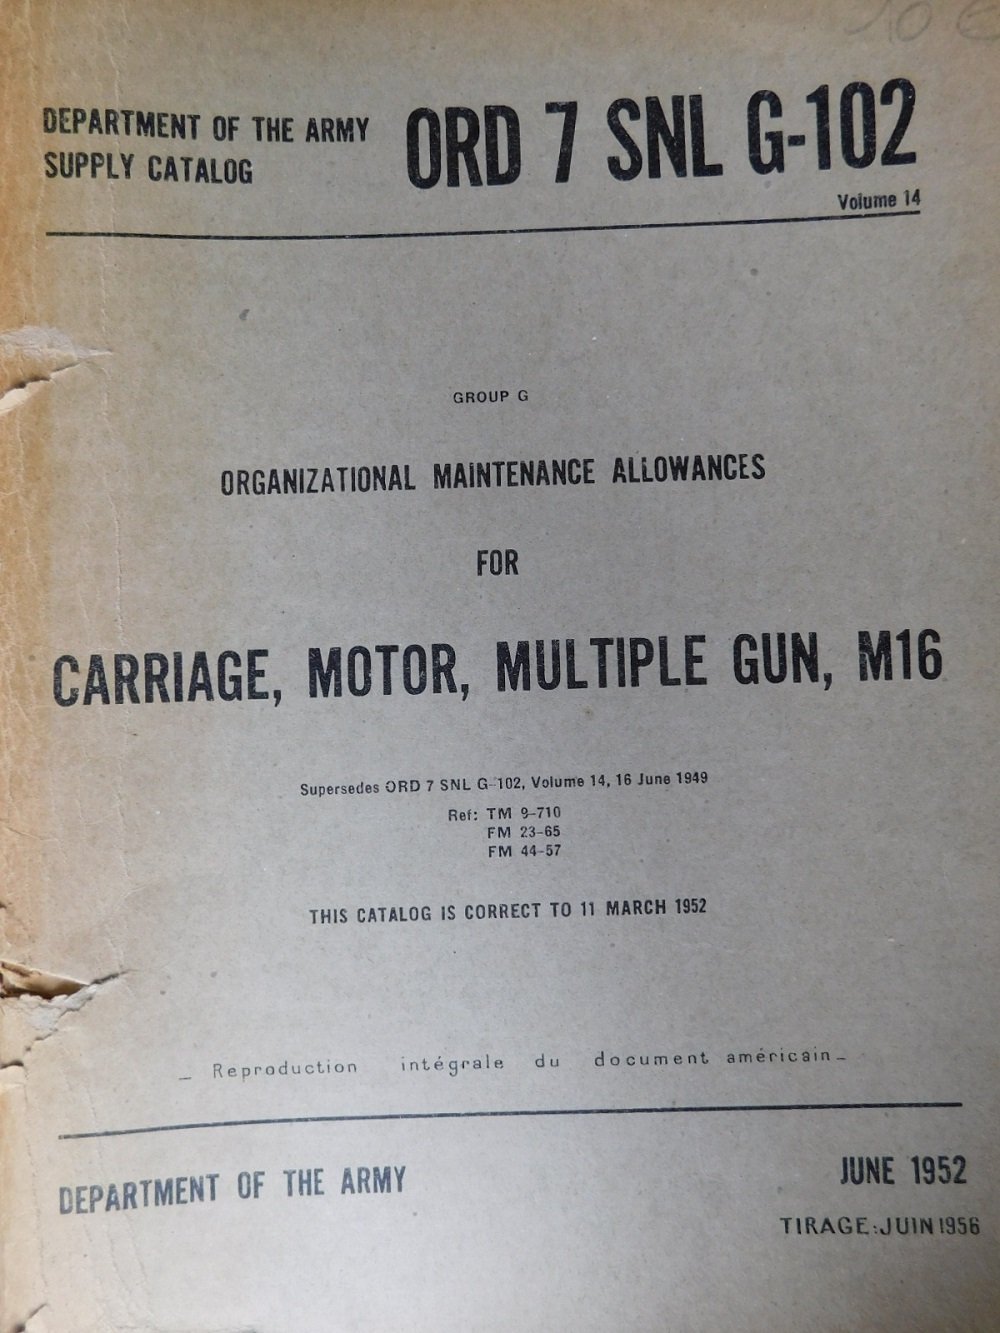 10 €
DEPARTMENT OF THE ARMY
SUPPLY CATALOG
ORD 7 SNL G-102
Volume 14
GROUP G
ORGANIZATIONAL MAINTENANCE ALLOWANCES
FOR
CARRIAGE, MOTOR, MULTIPLE GUN, M16
Supersedes ORD 7 SNL G-102, Volume 14, 16 June 1949
Ref: TM 9-710
FM 23-65
FM 44-57
THIS CATALOG IS CORRECT TO 11 MARCH 1952
_ Reproduction intégrale du document américain _
DEPARTMENT OF THE ARMY
JUNE 1952
TIRAGE:JUIN 1956